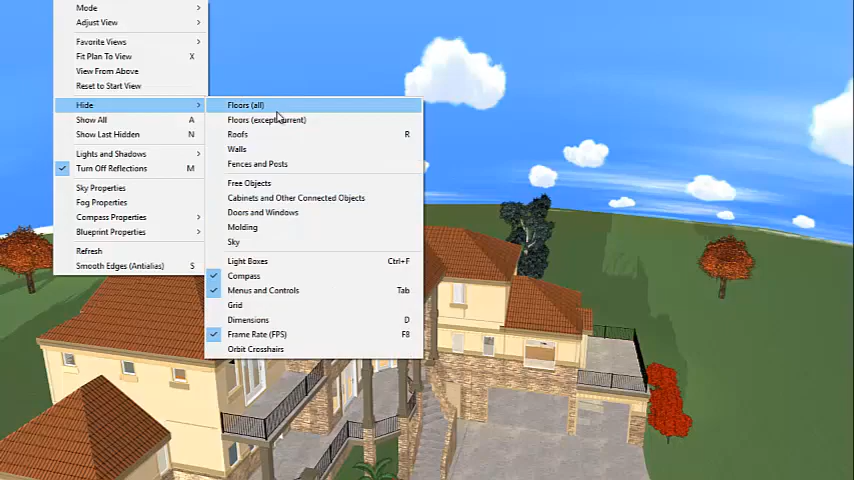 Mode
Adjust View
Favorite Views
Fit Plan To View X
View From Above
Reset to Start View
Hide
Show All A
Show Last Hidden N
Lights and Shadows
Turn Off Reflections M
Sky Properties
Fog Properties
Compass Properties
Blueprint Properties
Refresh
Smooth Edges (Antialias) S
Floors (all)
Floors (except current)
Roofs R
Walls
Fences and Posts
Free Objects
Cabinets and Other Connected Objects
Doors and Windows
Molding
Sky
Light Boxes Ctrl+F
Compass
Menus and Controls Tab
Grid
Dimensions D
Frame Rate (FPS) F8
Orbit Crosshairs